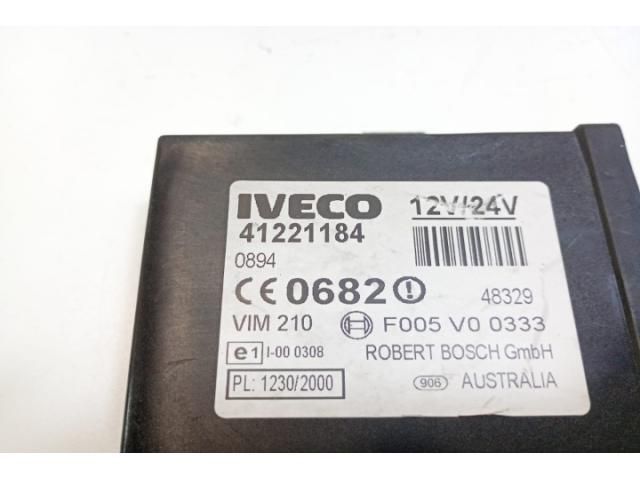 IVECO 12V/24V
41221184
0894
CE 0682 48329
VIM 210 F005 V0 0333
e1 I-00 0308 ROBERT BOSCH GmbH
PL: 1230/2000 906 AUSTRALIA